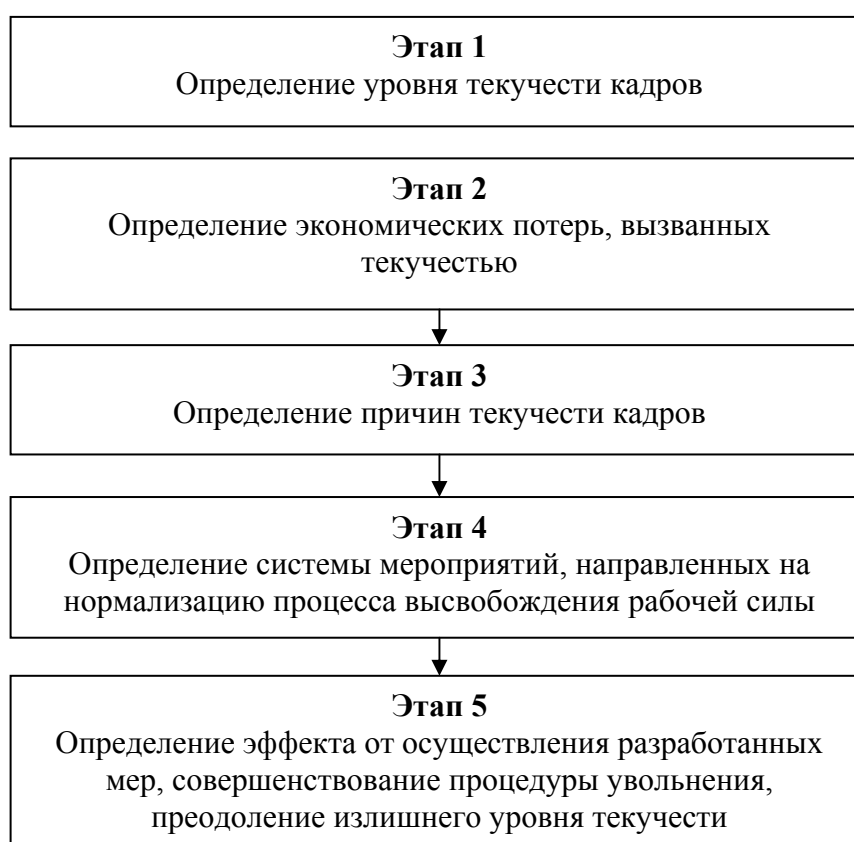 Этап 1
Определение уровня текучести кадров
Этап 2
Определение экономических потерь, вызванных
текучестью
Этап 3
Определение причин текучести кадров
Этап 4
Определение системы мероприятий, направленных на
нормализацию процесса высвобождения рабочей силы
Этап 5
Определение эффекта от осуществления разработанных
мер, совершенствование процедуры увольнения,
преодоление излишнего уровня текучести